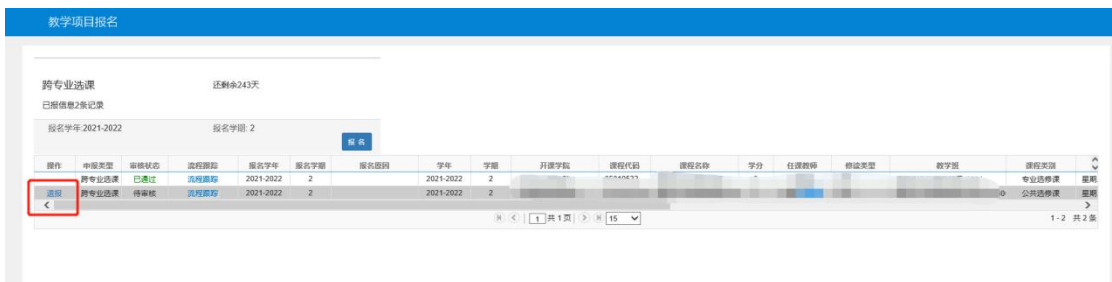 教学项目报名
跨专业选课 还剩余243天
已报信息2条记录
报名学年:2021-2022 报名学期: 2
报 名
操作 申报类型 审核状态 流程跟踪 报名学年 报名学期 报名原因 学年 学期 开课学院 课程代码 课程名称 学分 任课教师 修读类型 教学班 课程类别
跨专业选课 已通过 流程跟踪 2021-2022 2 2021-2022 2 专业选修课 星期
退报 跨专业选课 待审核 流程跟踪 2021-2022 2 2021-2022 2 公共选修课 星期
1 共 1 页 15 1 - 2 共 2 条